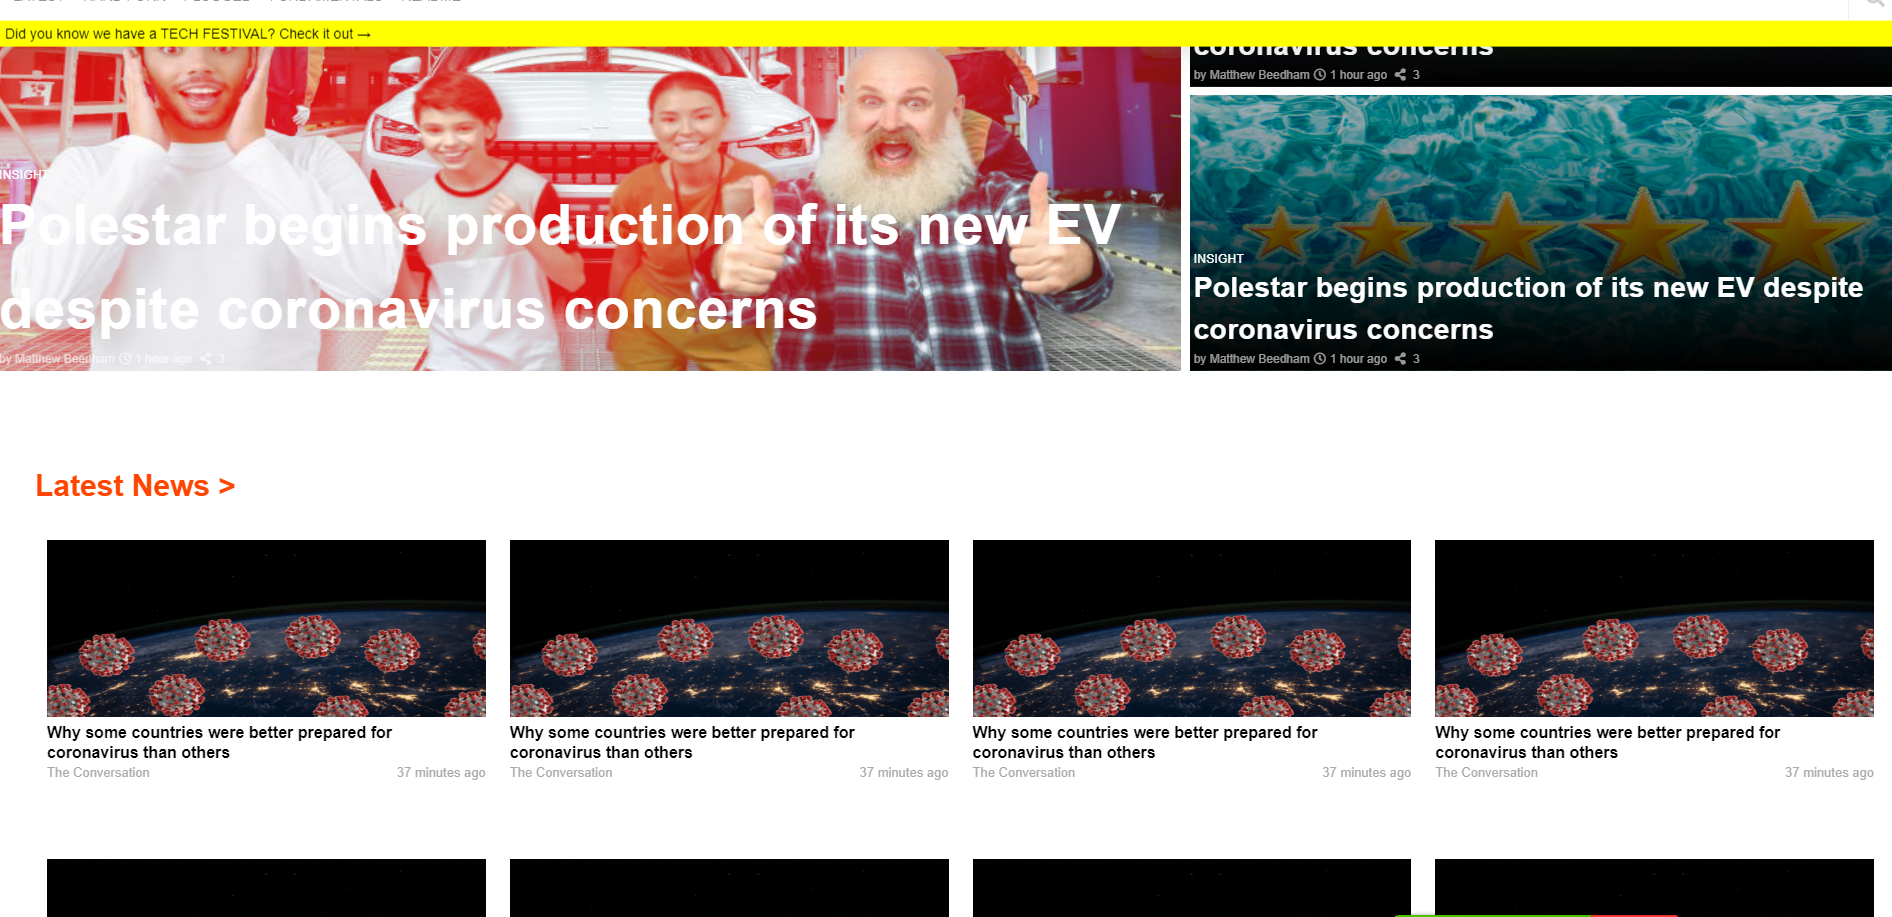 Did you know we have a TECH FESTIVAL? Check it out →
INSIGHT
Polestar begins production of its new EV
despite coronavirus concerns
by Matthew Beedham 1 hour ago 3
coronavirus concerns
by Matthew Beedham 1 hour ago 3
INSIGHT
Polestar begins production of its new EV despite
coronavirus concerns
by Matthew Beedham 1 hour ago 3
Latest News >
Why some countries were better prepared for
coronavirus than others
The Conversation 37 minutes ago
Why some countries were better prepared for
coronavirus than others
The Conversation 37 minutes ago
Why some countries were better prepared for
coronavirus than others
The Conversation 37 minutes ago
Why some countries were better prepared for
coronavirus than others
The Conversation 37 minutes ago